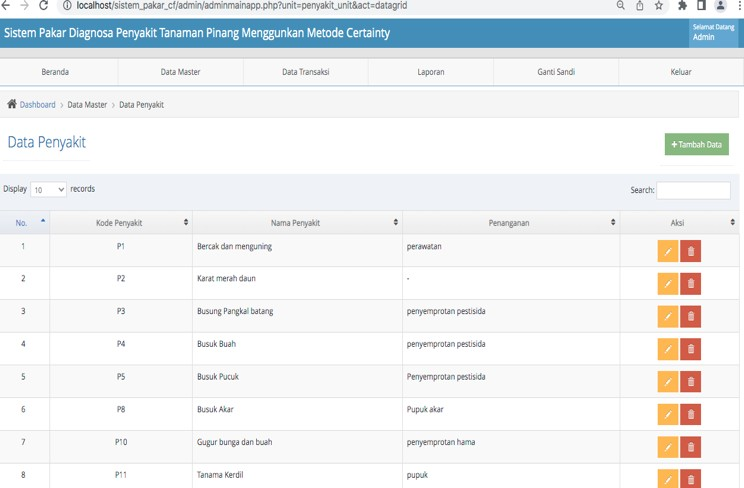 localhost/sistem_pakar_cf/admin/adminmainapp.php?unit=penyakit_unit&act=datagrid
Sistem Pakar Diagnosa Penyakit Tanaman Pinang Menggunkan Metode Certainty
Selamat Datang
Admin
Beranda Data Master Data Transaksi Laporan Ganti Sandi Keluar
Dashboard > Data Master > Data Penyakit
Data Penyakit
+ Tambah Data
Display 10 records Search:
No. Kode Penyakit Nama Penyakit Penanganan Aksi
1 P1 Bercak dan menguning perawatan
2 P2 Karat merah daun -
3 P3 Busung Pangkal batang penyemprotan pestisida
4 P4 Busuk Buah penyemprotan pestisida
5 P5 Busuk Pucuk Penyemprotan pestisida
6 P8 Busuk Akar Pupuk akar
7 P10 Gugur bunga dan buah penyemprotan hama
8 P11 Tanama Kerdil pupuk